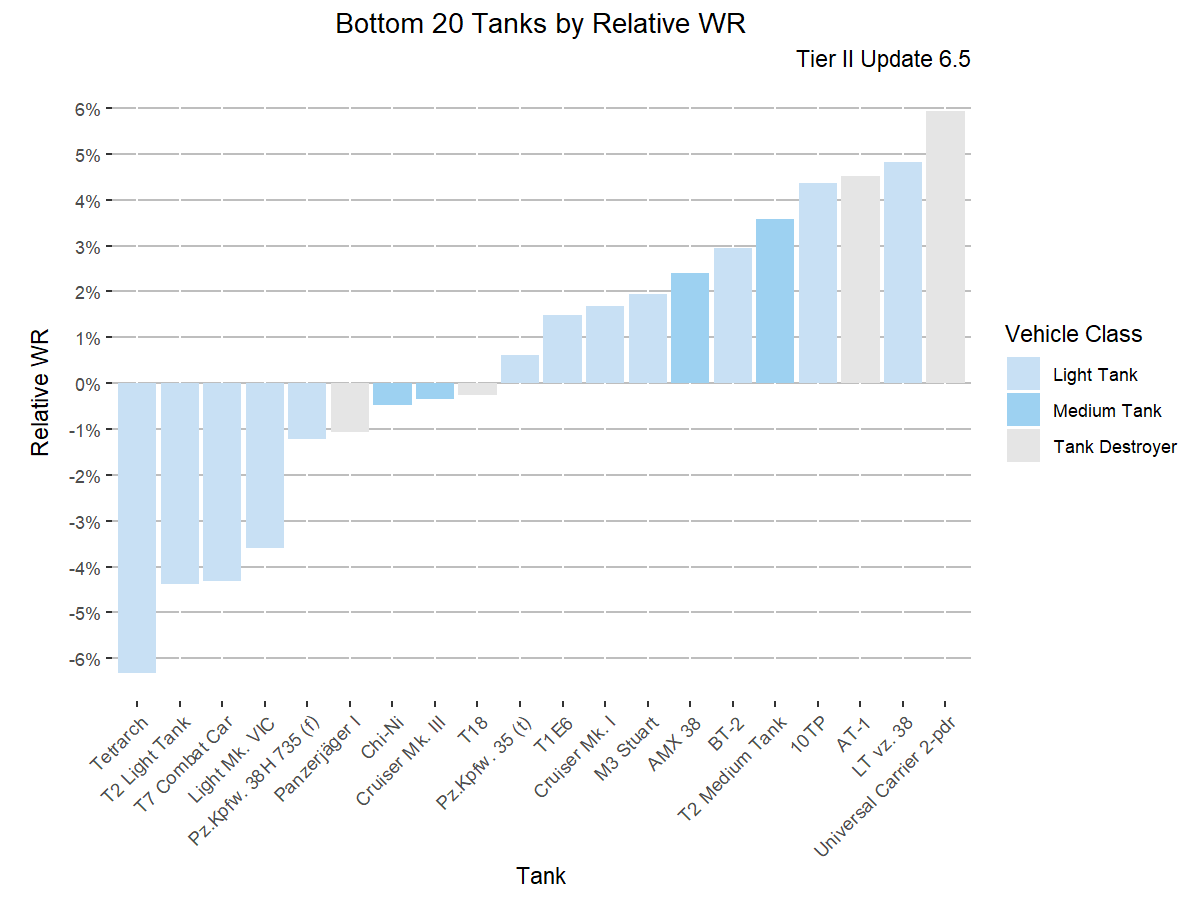 Bottom 20 Tanks by Relative WR
Tier II Update 6.5
6%
5%
4%
3%
2%
1%
0%
-1%
-2%
-3%
-4%
-5%
-6%
Relative WR
Tetrarch
T2 Light Tank
T7 Combat Car
Light Mk. VIC
Pz.Kpfw. 38H 735 (f)
Panzerjäger I
Chi-Ni
Cruiser Mk. III
T18
Pz.Kpfw. 35 (t)
T1E6
Cruiser Mk. I
M3 Stuart
AMX 38
BT-2
T2 Medium Tank
10TP
AT-1
LT vz. 38
Universal Carrier 2-pdr
Tank
Vehicle Class
Light Tank
Medium Tank
Tank Destroyer